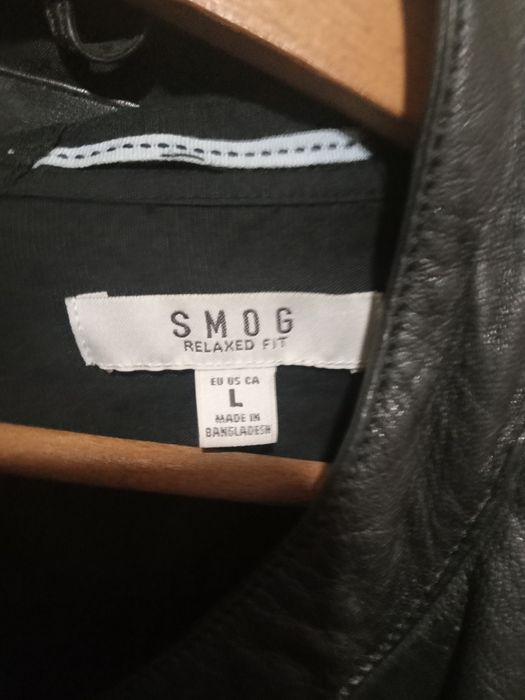 SMOG
RELAXED FIT
EU US CA
L
MADE IN
BANGLADESH